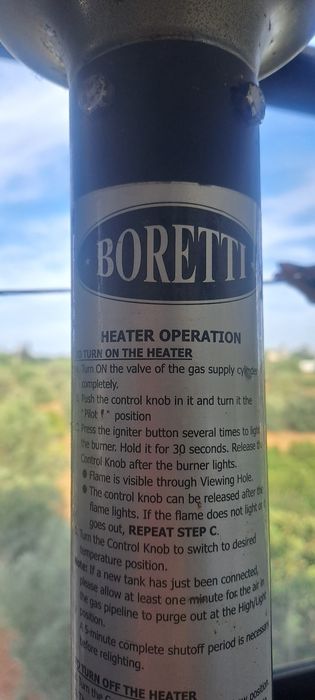 BORETTI
HEATER OPERATION
TO TURN ON THE HEATER
Turn ON the valve of the gas supply cylinder
completely.
Push the control knob in it and turn it the
"Pilot " position
Press the igniter button several times to light
the burner. Hold it for 30 seconds. Release the
Control Knob after the burner lights.
● Flame is visible through Viewing Hole.
● The control knob can be released after the
flame lights. If the flame does not light or
goes out, REPEAT STEP C.
Turn the Control Knob to switch to desired
temperature position.
Note: If a new tank has just been connected,
please allow at least one minute for the air in
the gas pipeline to purge out at the High/Light
position.
A 5-minute complete shutoff period is necessary
before relighting.
TO TURN OFF THE HEATER
Turn the position